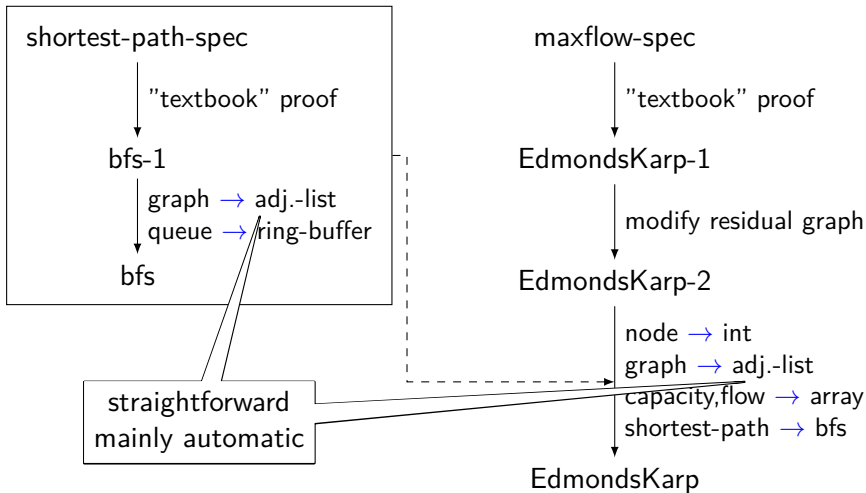 shortest-path-spec
"textbook" proof
bfs-1
graph → adj.-list
queue → ring-buffer
bfs
straightforward
mainly automatic
maxflow-spec
"textbook" proof
EdmondsKarp-1
modify residual graph
EdmondsKarp-2
node → int
graph → adj.-list
capacity,flow → array
shortest-path → bfs
EdmondsKarp